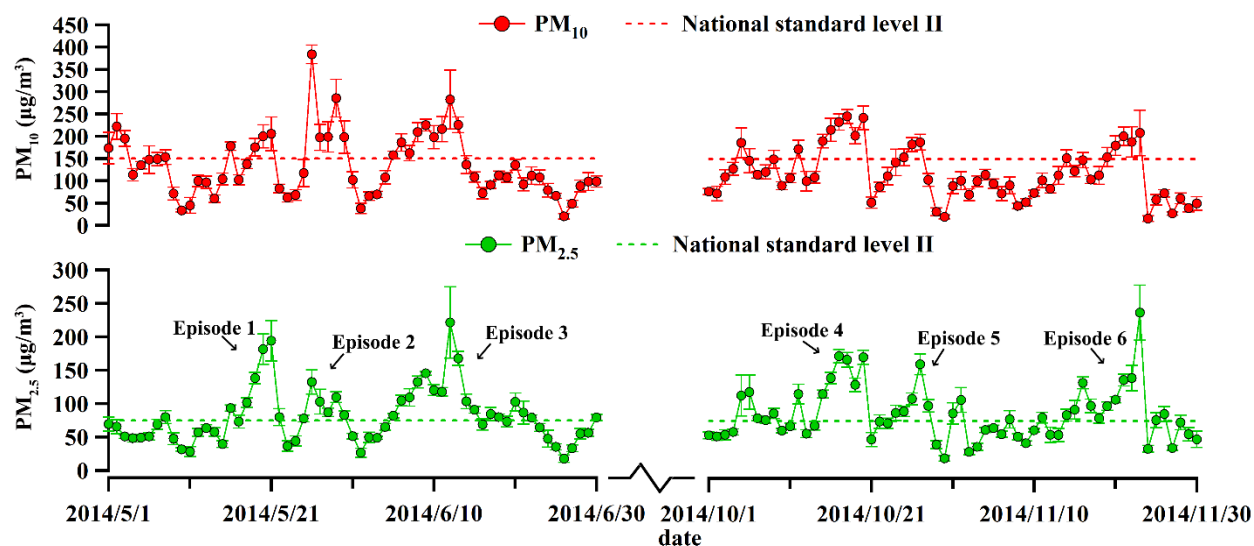 PM10 National standard level II
PM10 (μg/m³)
450
400
350
300
250
200
150
100
50
0
PM2.5 National standard level II
PM2.5 (μg/m³)
300
250
200
150
100
50
0
Episode 1
Episode 2
Episode 3
Episode 4
Episode 5
Episode 6
2014/5/1 2014/5/21 2014/6/10 2014/6/30 2014/10/1 2014/10/21 2014/11/10 2014/11/30
date